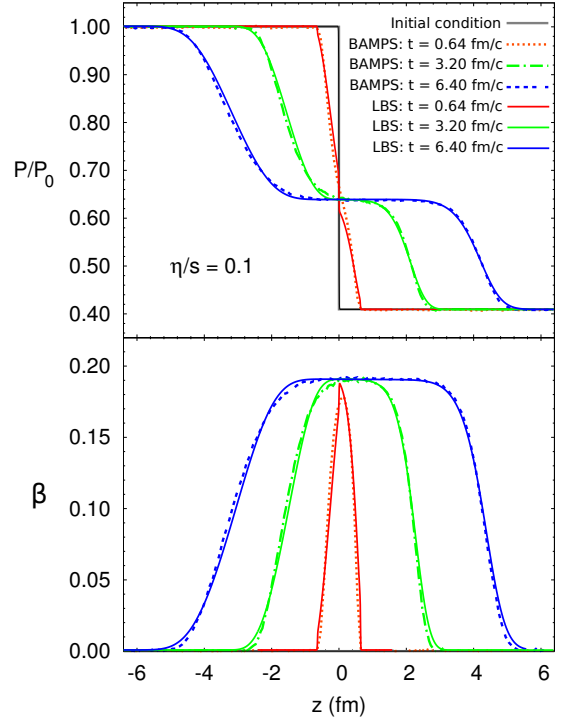 Initial condition
BAMPS: t = 0.64 fm/c
BAMPS: t = 3.20 fm/c
BAMPS: t = 6.40 fm/c
LBS: t = 0.64 fm/c
LBS: t = 3.20 fm/c
LBS: t = 6.40 fm/c
1.00
0.90
0.80
0.70
0.60
0.50
0.40
P/P0
η/s = 0.1
0.20
0.15
0.10
0.05
0.00
β
-6 -4 -2 0 2 4 6
z (fm)